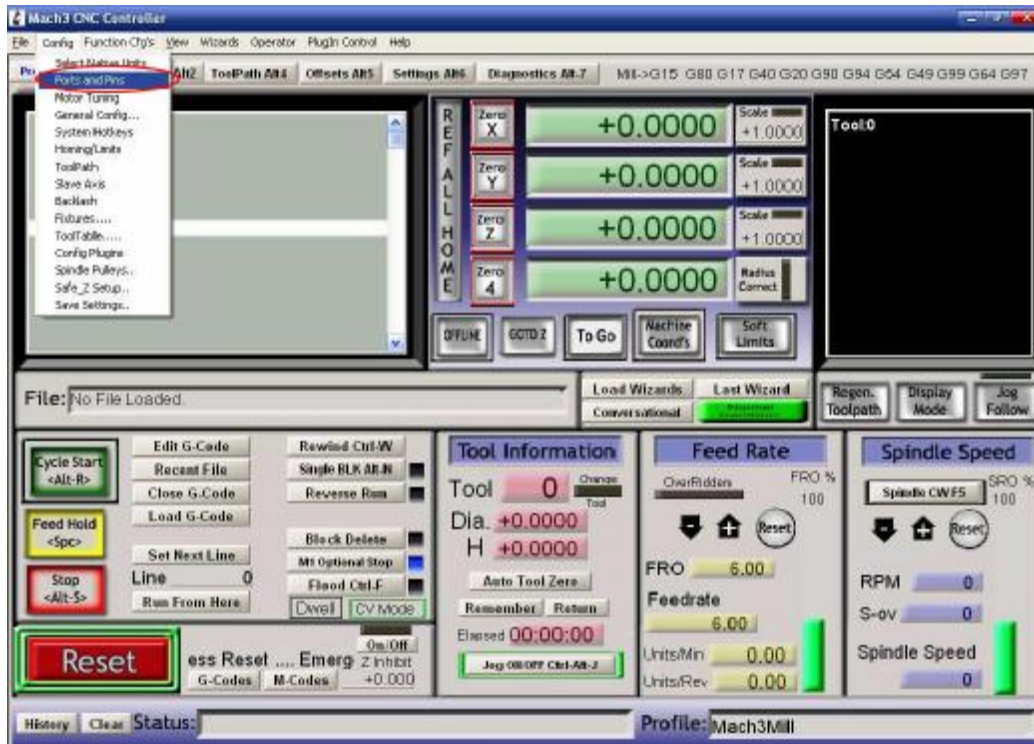 Mach3 CNC Controller
File Config Function Cfg's View Wizards Operator PlugIn Control Help
Alt2 ToolPath Alt4 Offsets Alt5 Settings Alt6 Diagnostics Alt-7 Mill->G15 G80 G17 G40 G20 G90 G94 G54 G49 G99 G64 G97
Select Native Units
Ports and Pins
Motor Tuning
General Config...
System Hotkeys
Homing/Limits
ToolPath
Slave Axis
Backlash
Fixtures.....
ToolTable.....
Config Plugins
Spindle Pulleys..
Safe_Z Setup..
Save Settings..
REF ALL HOME
Zero X +0.0000 Scale +1.0000
Zero Y +0.0000 Scale +1.0000
Zero Z +0.0000 Scale +1.0000
Zero 4 +0.0000 Radius Correct
OFFLINE GOTO Z To Go Machine Coord's Soft Limits
Tool:0
File: No File Loaded.
Load Wizards Last Wizard
Conversational
Regen. Toolpath Display Mode Jog Follow
Cycle Start <Alt-R>
Feed Hold <Spc>
Stop <Alt-S>
Edit G-Code
Recent File
Close G-Code
Load G-Code
Set Next Line
Line 0
Run From Here
Rewind Ctrl-W
Single BLK Alt-N
Reverse Run
Block Delete
M1 Optional Stop
Flood Ctrl-F
Dwell CV Mode
Reset
ess Reset .... Emerg
G-Codes M-Codes
On/Off
Z Inhibit
+0.000
Tool Information
Tool 0 Change Tool
Dia. +0.0000
H +0.0000
Auto Tool Zero
Remember Return
Elapsed 00:00:00
Jog ON/OFF Ctrl-Alt-J
Feed Rate
OverRidden FRO %
100
Reset
FRO 6.00
Feedrate
6.00
Units/Min 0.00
Units/Rev 0.00
Spindle Speed
Spindle CW F5 SRO %
100
Reset
RPM 0
S-ov 0
Spindle Speed
0
History Clear Status: Profile: Mach3Mill